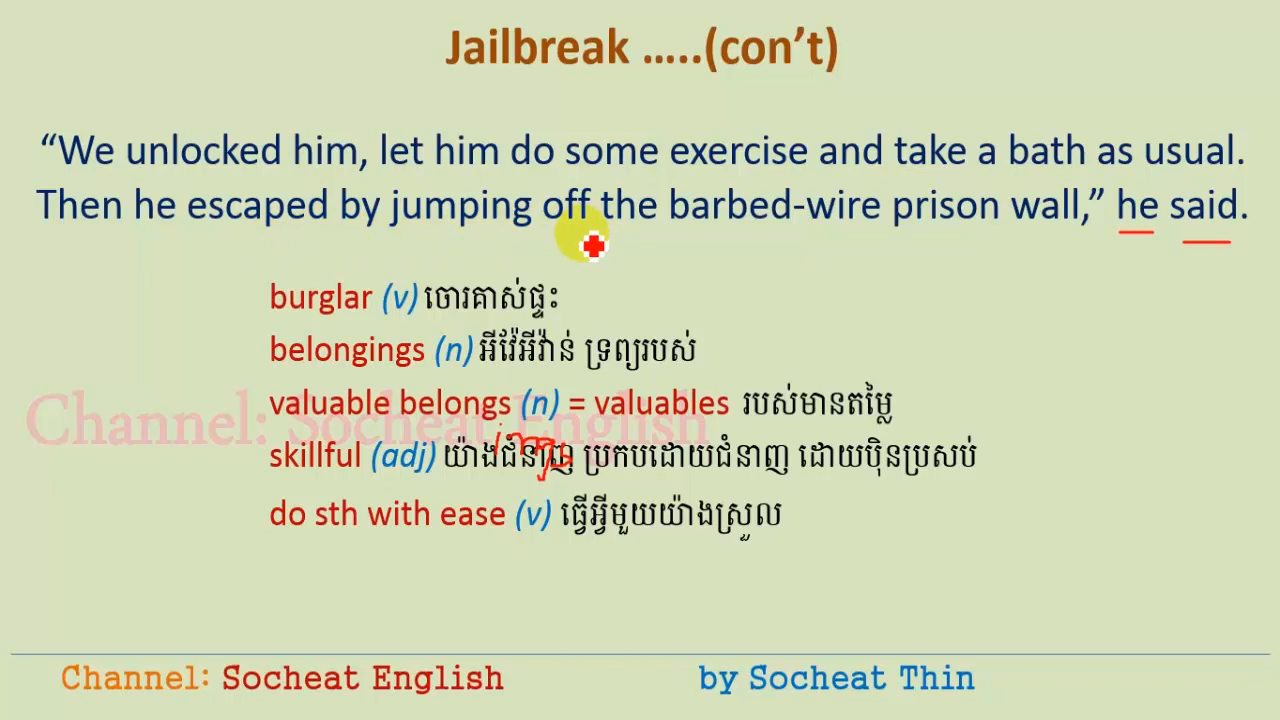 Jailbreak …..(con’t)
“We unlocked him, let him do some exercise and take a bath as usual.
Then he escaped by jumping off the barbed-wire prison wall,” he said.
burglar (v) ចោរគាស់ផ្ទះ
belongings (n) អីវ៉ែអីវ៉ាន់ ទ្រព្យរបស់
valuable belongs (n) = valuables របស់មានតម្លៃ
ings
skillful (adj) យ៉ាងជំនាញ ប្រកបដោយជំនាញ ដោយប៉ិនប្រសប់
do sth with ease (v) ធ្វើអ្វីមួយយ៉ាងស្រួល
Channel: Socheat English
Channel: Socheat English by Socheat Thin